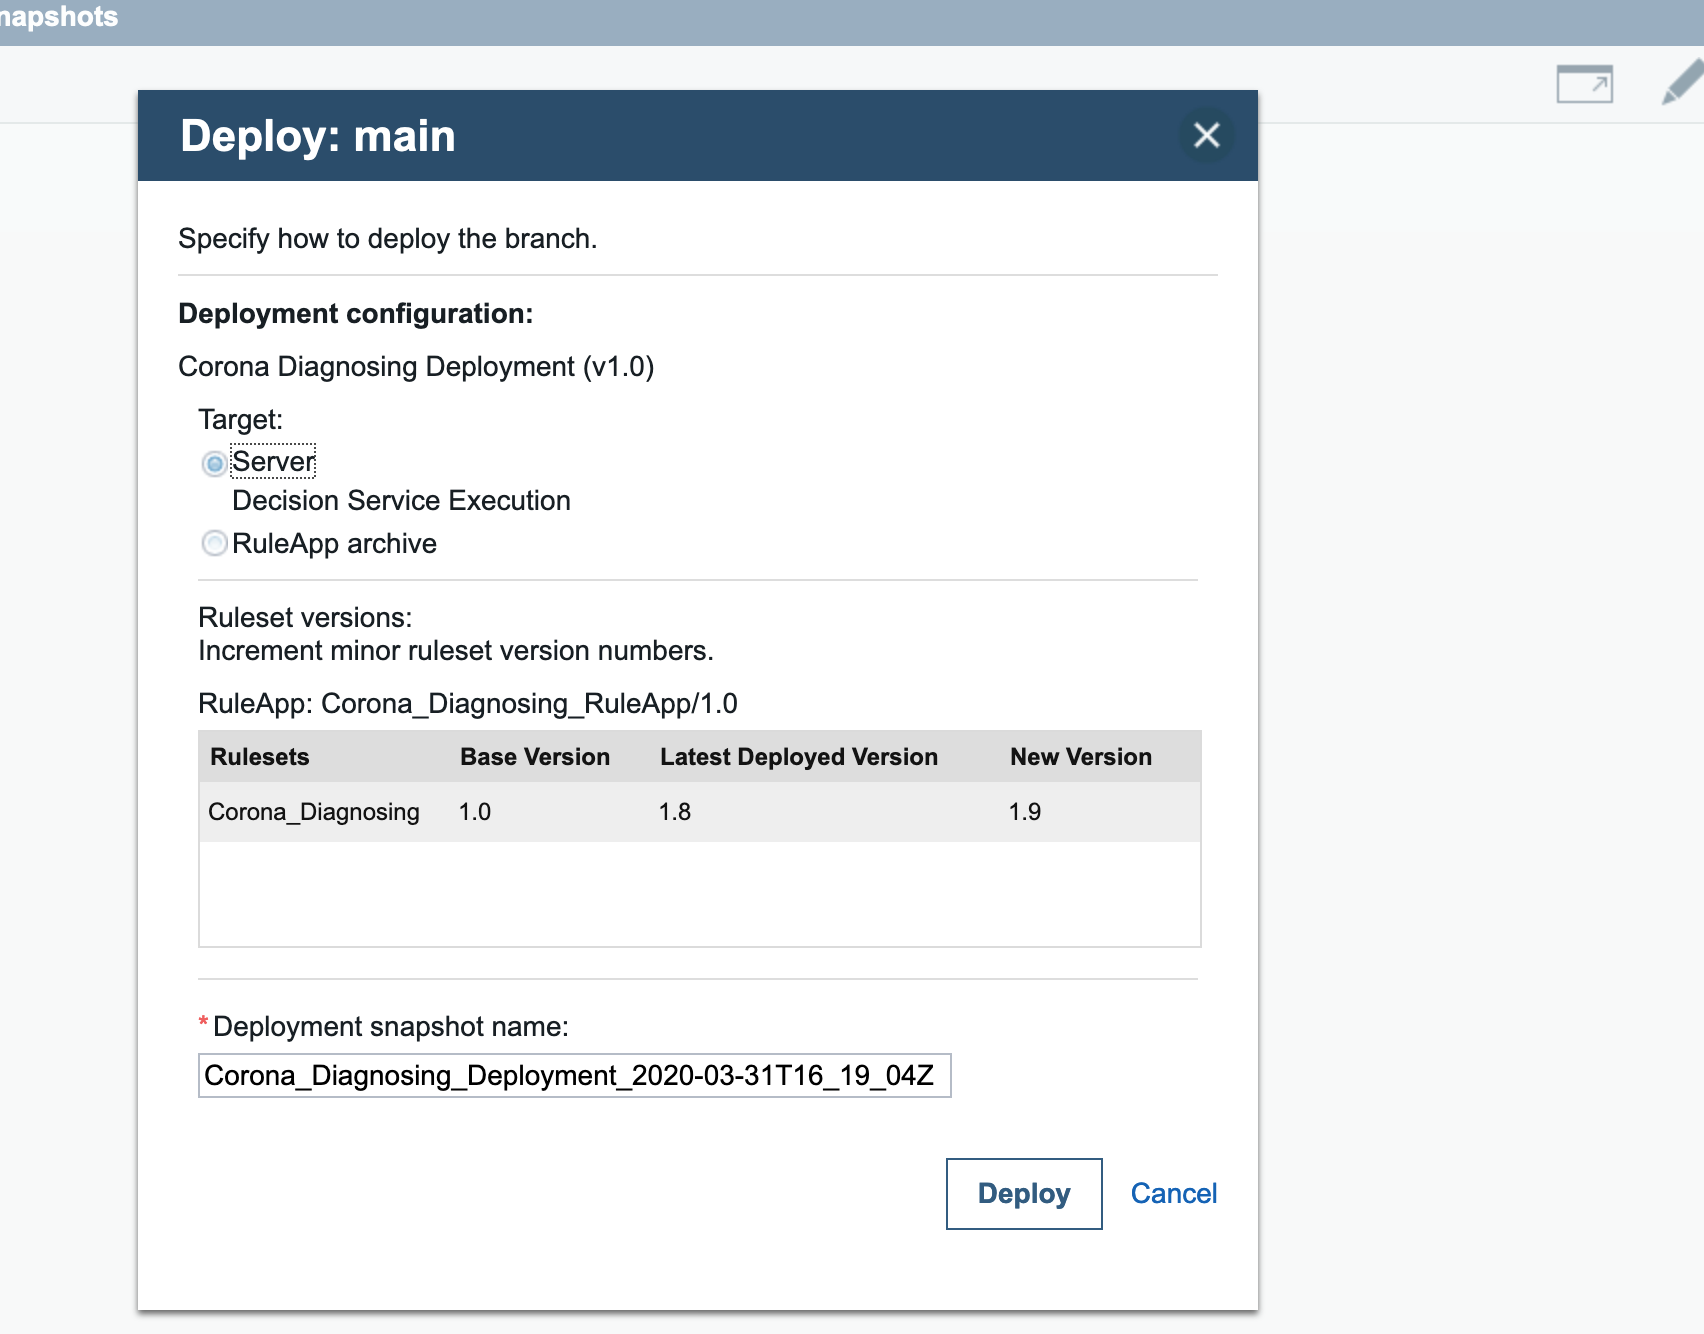 napshots
Deploy: main
Specify how to deploy the branch.
Deployment configuration:
Corona Diagnosing Deployment (v1.0)
Target:
Server
Decision Service Execution
RuleApp archive
Ruleset versions:
Increment minor ruleset version numbers.
RuleApp: Corona_Diagnosing_RuleApp/1.0
Rulesets Base Version Latest Deployed Version New Version
Corona_Diagnosing 1.0 1.8 1.9
* Deployment snapshot name:
Corona_Diagnosing_Deployment_2020-03-31T16_19_04Z
Deploy Cancel